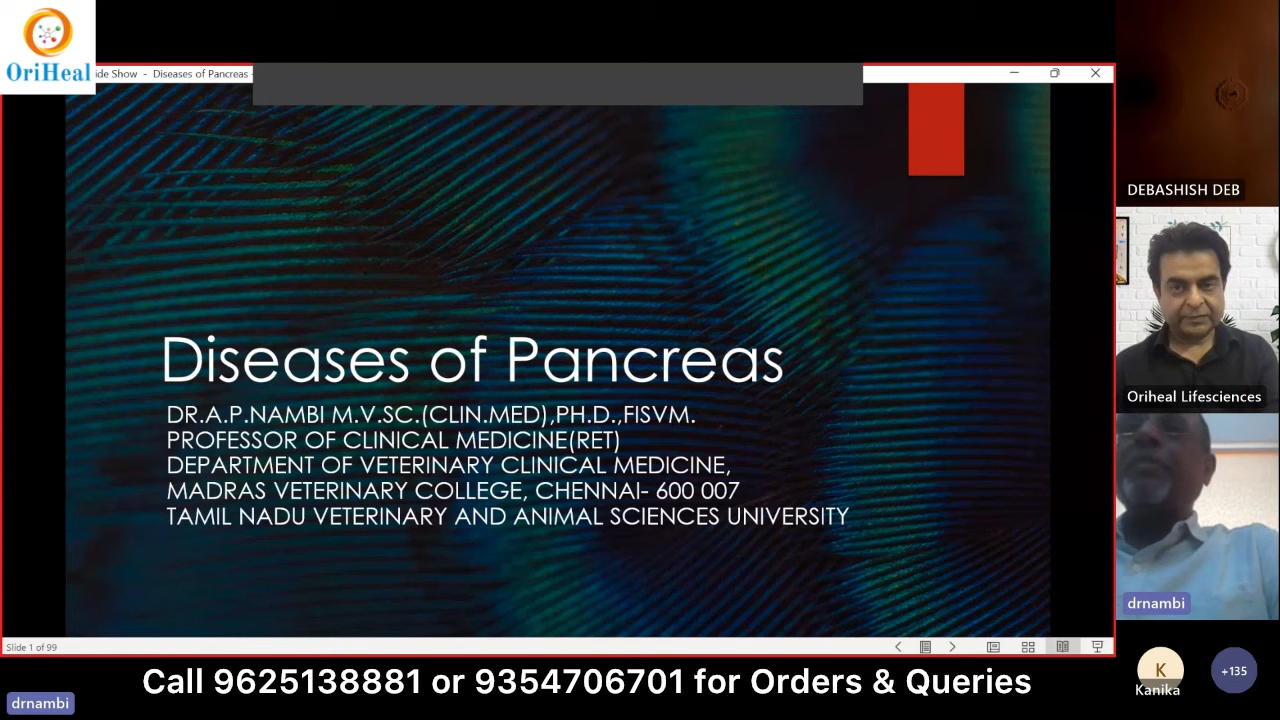 OriHeal
ide Show - Diseases of Pancreas -
Diseases of Pancreas
DR.A.P.NAMBI M.V.SC.(CLIN.MED),PH.D.,FISVM.
PROFESSOR OF CLINICAL MEDICINE(RET)
DEPARTMENT OF VETERINARY CLINICAL MEDICINE,
MADRAS VETERINARY COLLEGE, CHENNAI- 600 007
TAMIL NADU VETERINARY AND ANIMAL SCIENCES UNIVERSITY
Slide 1 of 99
DEBASHISH DEB
Oriheal Lifesciences
drnambi
K
Kanika
+135
Call 9625138881 or 9354706701 for Orders & Queries
drnambi